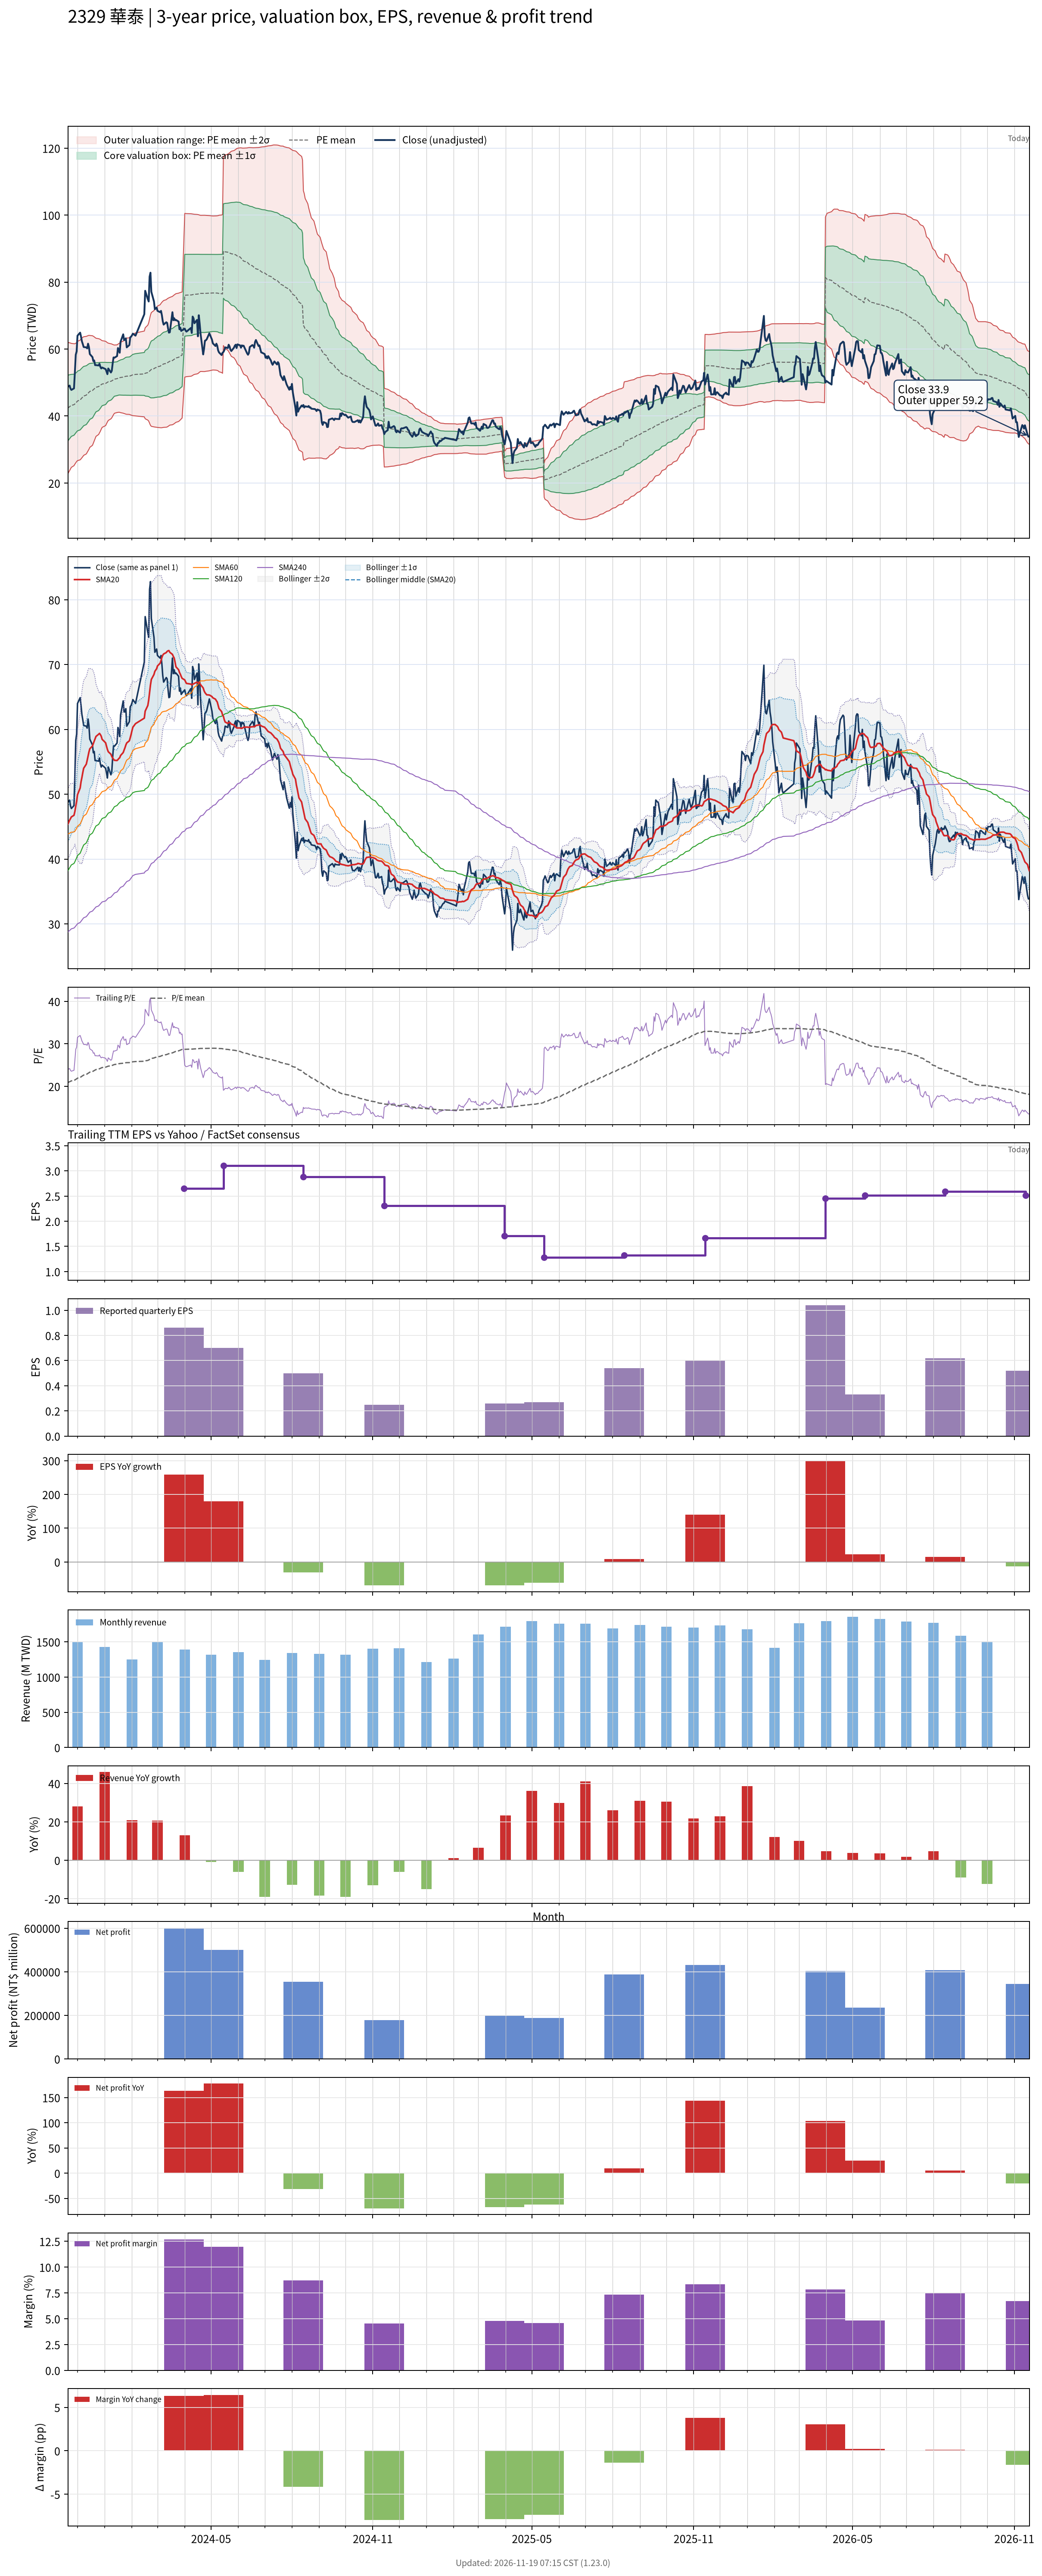 2329 華泰 | 3-year price, valuation box, EPS, revenue & profit trend
Outer valuation range: PE mean ±2σ
PE mean
Close (unadjusted)
Core valuation box: PE mean ±1σ
Today
Price (TWD)
120
100
80
60
40
20
Close 33.9
Outer upper 59.2
Close (same as panel 1)
SMA20
SMA60
SMA120
SMA240
Bollinger ±2σ
Bollinger ±1σ
Bollinger middle (SMA20)
Price
80
70
60
50
40
30
Trailing P/E
P/E mean
P/E
40
30
20
Trailing TTM EPS vs Yahoo / FactSet consensus
Today
EPS
3.5
3.0
2.5
2.0
1.5
1.0
Reported quarterly EPS
EPS
1.0
0.8
0.6
0.4
0.2
0.0
EPS YoY growth
YoY (%)
300
200
100
0
Monthly revenue
Revenue (M TWD)
1500
1000
500
0
Revenue YoY growth
YoY (%)
40
20
0
-20
Month
Net profit
Net profit (NT$ million)
600000
400000
200000
0
Net profit YoY
YoY (%)
150
100
50
0
-50
Net profit margin
Margin (%)
12.5
10.0
7.5
5.0
2.5
0.0
Margin YoY change
Δ margin (pp)
5
0
-5
2024-05
2024-11
2025-05
2025-11
2026-05
2026-11
Updated: 2026-11-19 07:15 CST (1.23.0)